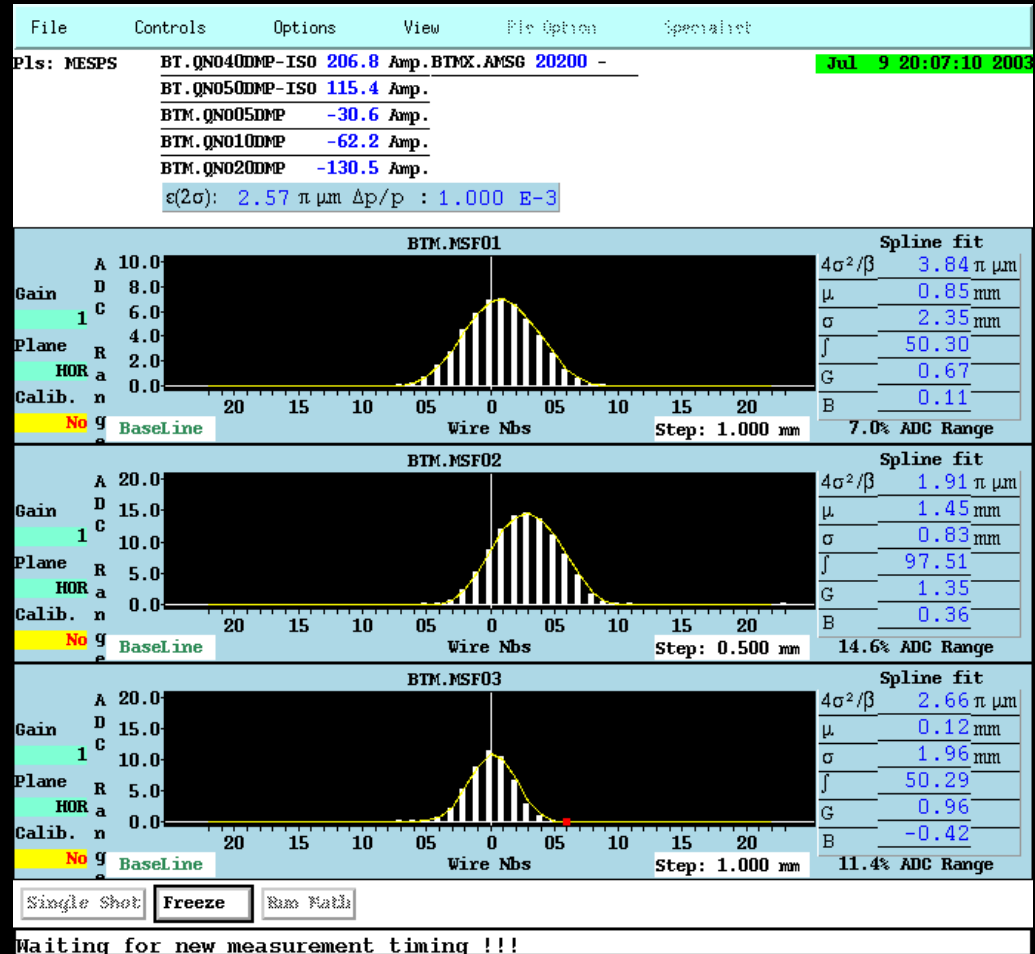 File Controls Options View Pls Option Specialist
Pls: MESPS BT.QNO40DMP-ISO 206.8 Amp. BTMX.AMSG 20200 - Jul 9 20:07:10 2003
BT.QNO50DMP-ISO 115.4 Amp.
BTM.QNO05DMP -30.6 Amp.
BTM.QNO10DMP -62.2 Amp.
BTM.QNO20DMP -130.5 Amp.
ε(2σ): 2.57 π μm Δp/p : 1.000 E-3
BTM.MSF01 Spline fit
Gain
1
Plane
HOR
Calib.
No
ADC Range
10.0
8.0
6.0
4.0
2.0
0.0
20 15 10 05 0 05 10 15 20
BaseLine Wire Nbs Step: 1.000 mm
4σ²/β 3.84 π μm
μ 0.85 mm
σ 2.35 mm
∫ 50.30
G 0.67
B 0.11
7.0% ADC Range
BTM.MSF02 Spline fit
Gain
1
Plane
HOR
Calib.
No
ADC Range
20.0
15.0
10.0
5.0
0.0
20 15 10 05 0 05 10 15 20
BaseLine Wire Nbs Step: 0.500 mm
4σ²/β 1.91 π μm
μ 1.45 mm
σ 0.83 mm
∫ 97.51
G 1.35
B 0.36
14.6% ADC Range
BTM.MSF03 Spline fit
Gain
1
Plane
HOR
Calib.
No
ADC Range
20.0
15.0
10.0
5.0
0.0
20 15 10 05 0 05 10 15 20
BaseLine Wire Nbs Step: 1.000 mm
4σ²/β 2.66 π μm
μ 0.12 mm
σ 1.96 mm
∫ 50.29
G 0.96
B -0.42
11.4% ADC Range
Single Shot Freeze Run Math
Waiting for new measurement timing !!!